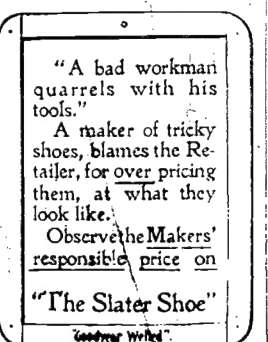 "A bad workman
quarrels with his
tools."
A maker of tricky
shoes, blames the Re-
tailer, for over pricing
them, at what they
look like.
Observe the Makers'
responsible price on
"The Slater Shoe"
"Goodyear Welted".